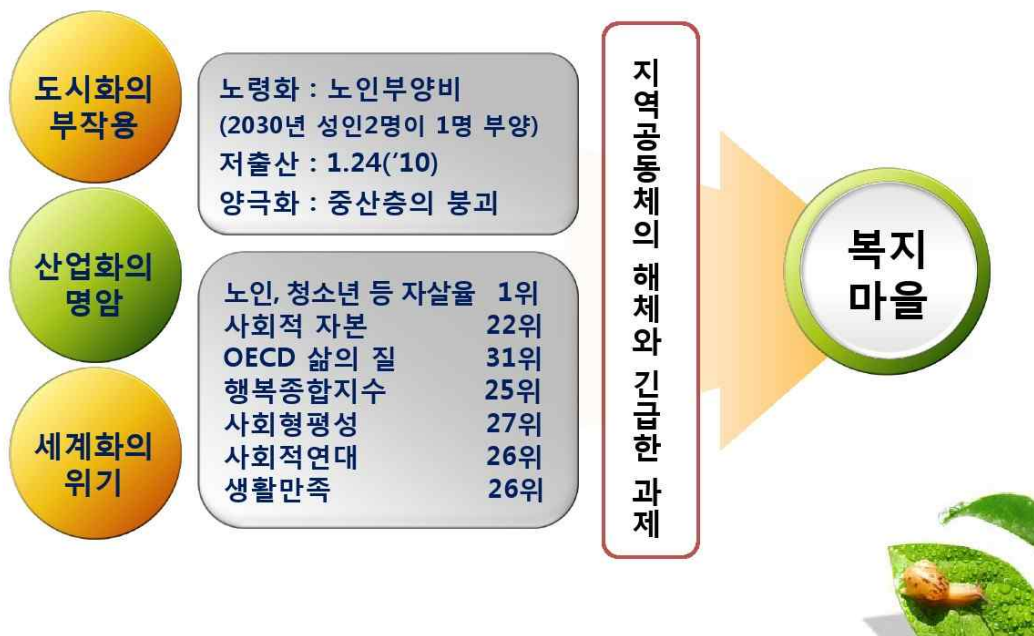 도시화의
부작용
산업화의
명암
세계화의
위기
노령화 : 노인부양비
(2030년 성인2명이 1명 부양)
저출산 : 1.24(‘10)
양극화 : 중산층의 붕괴
노인, 청소년 등 자살율 1위
사회적 자본 22위
OECD 삶의 질 31위
행복종합지수 25위
사회형평성 27위
사회적연대 26위
생활만족 26위
지역공동체의 해체와 긴급한 과제
복지
마을